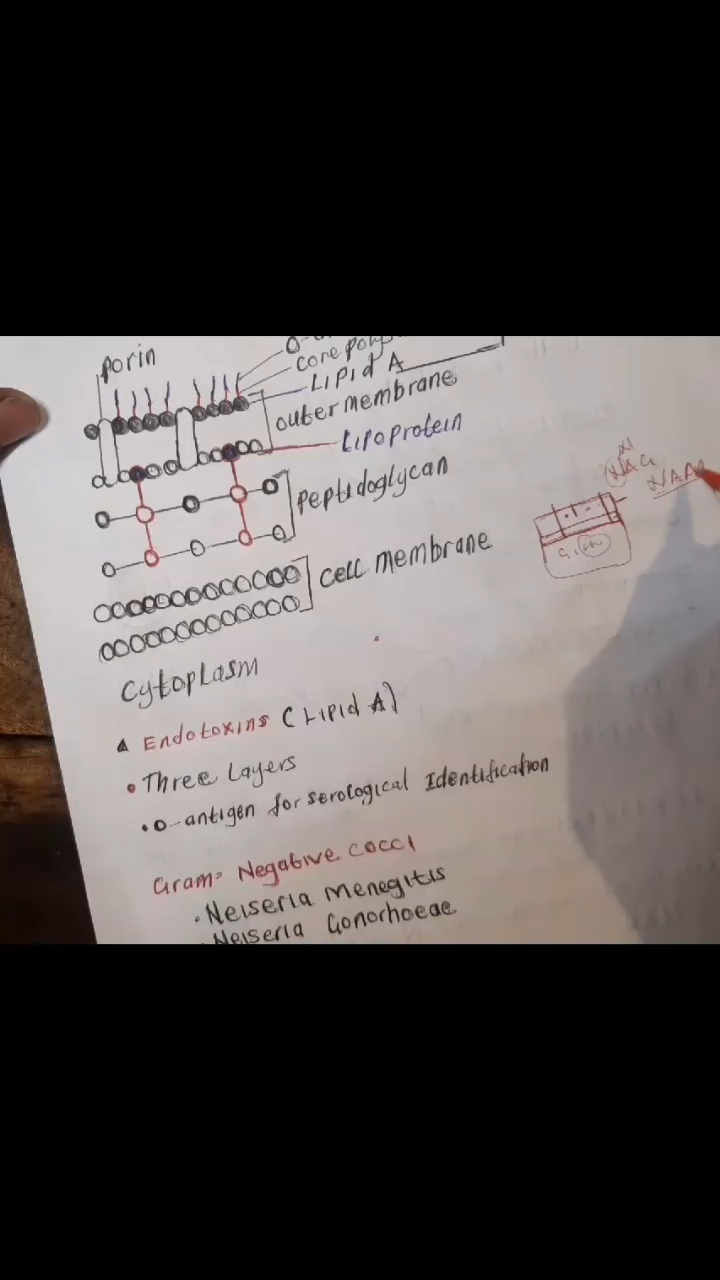 Porin
O-
core poly
Lipid A
outer membrane
Lipoprotein
Peptidoglycan
cell membrane
Cytoplasm
Endotoxins (Lipid A)
• Three Layers
• O-antigen for serological Identification
Gram- Negative cocci
• Neiseria Menegitis
• Neiseria Gonorhoeae